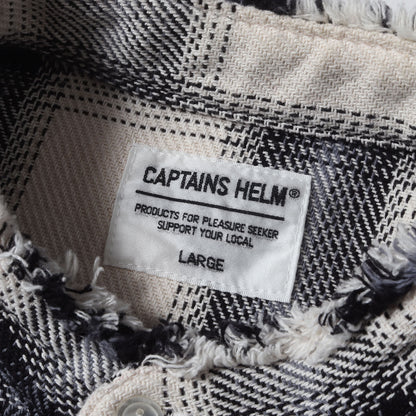 CAPTAINS HELM®
PRODUCTS FOR PLEASURE SEEKER
SUPPORT YOUR LOCAL
LARGE